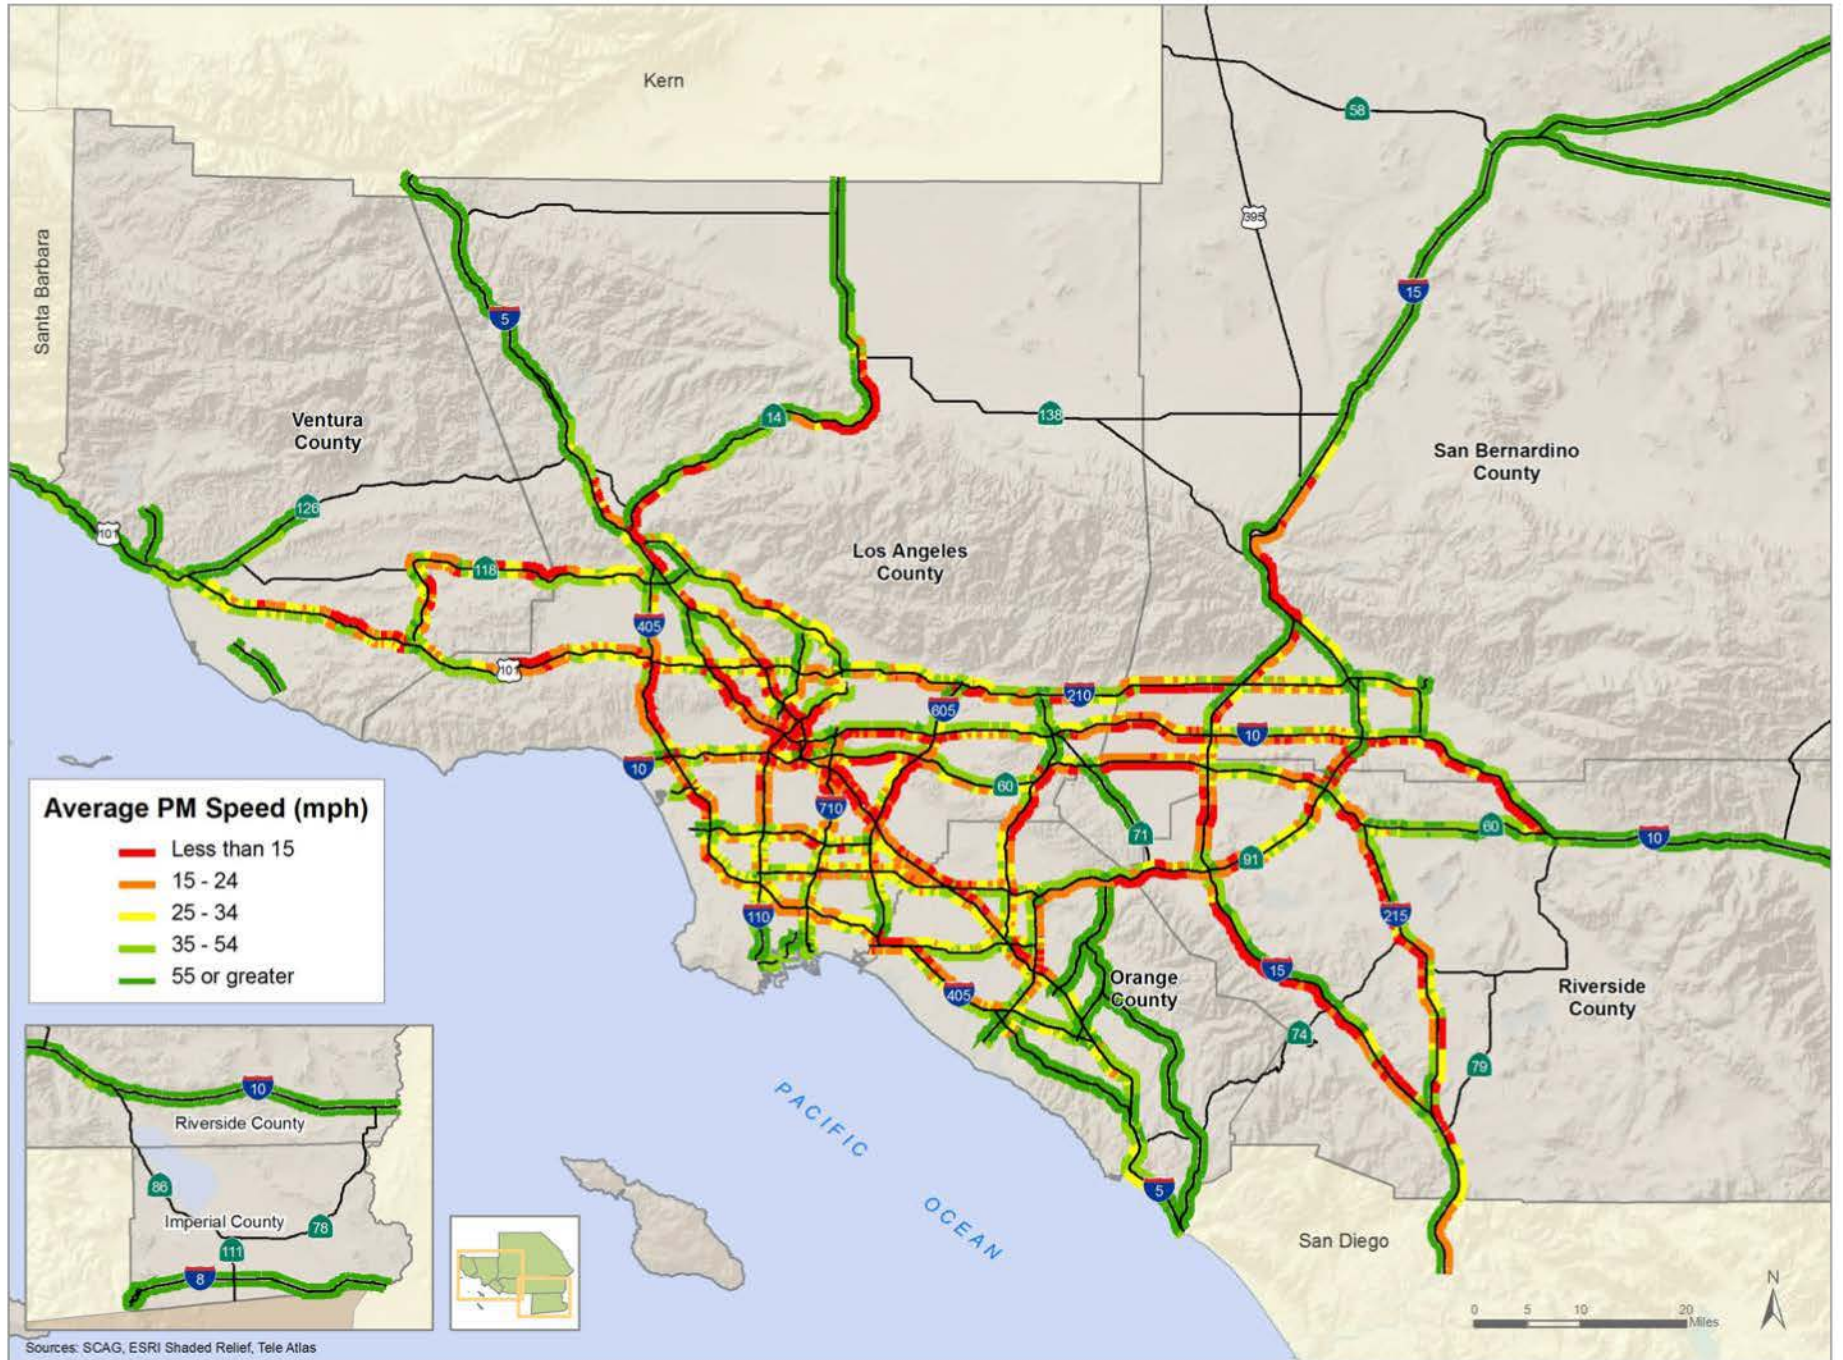 Kern
58
395
Santa Barbara
5
15
14
138
Ventura
County
San Bernardino
County
126
101
Los Angeles
County
118
405
101
210
605
10
10
60
710
71
60
10
91
110
215
15
405
Orange
County
Riverside
County
74
79
5
San Diego
PACIFIC
OCEAN
Average PM Speed (mph)
Less than 15
15 - 24
25 - 34
35 - 54
55 or greater
10
Riverside County
86
Imperial County
78
111
8
N
0 5 10 20
Miles
Sources: SCAG, ESRI Shaded Relief, Tele Atlas